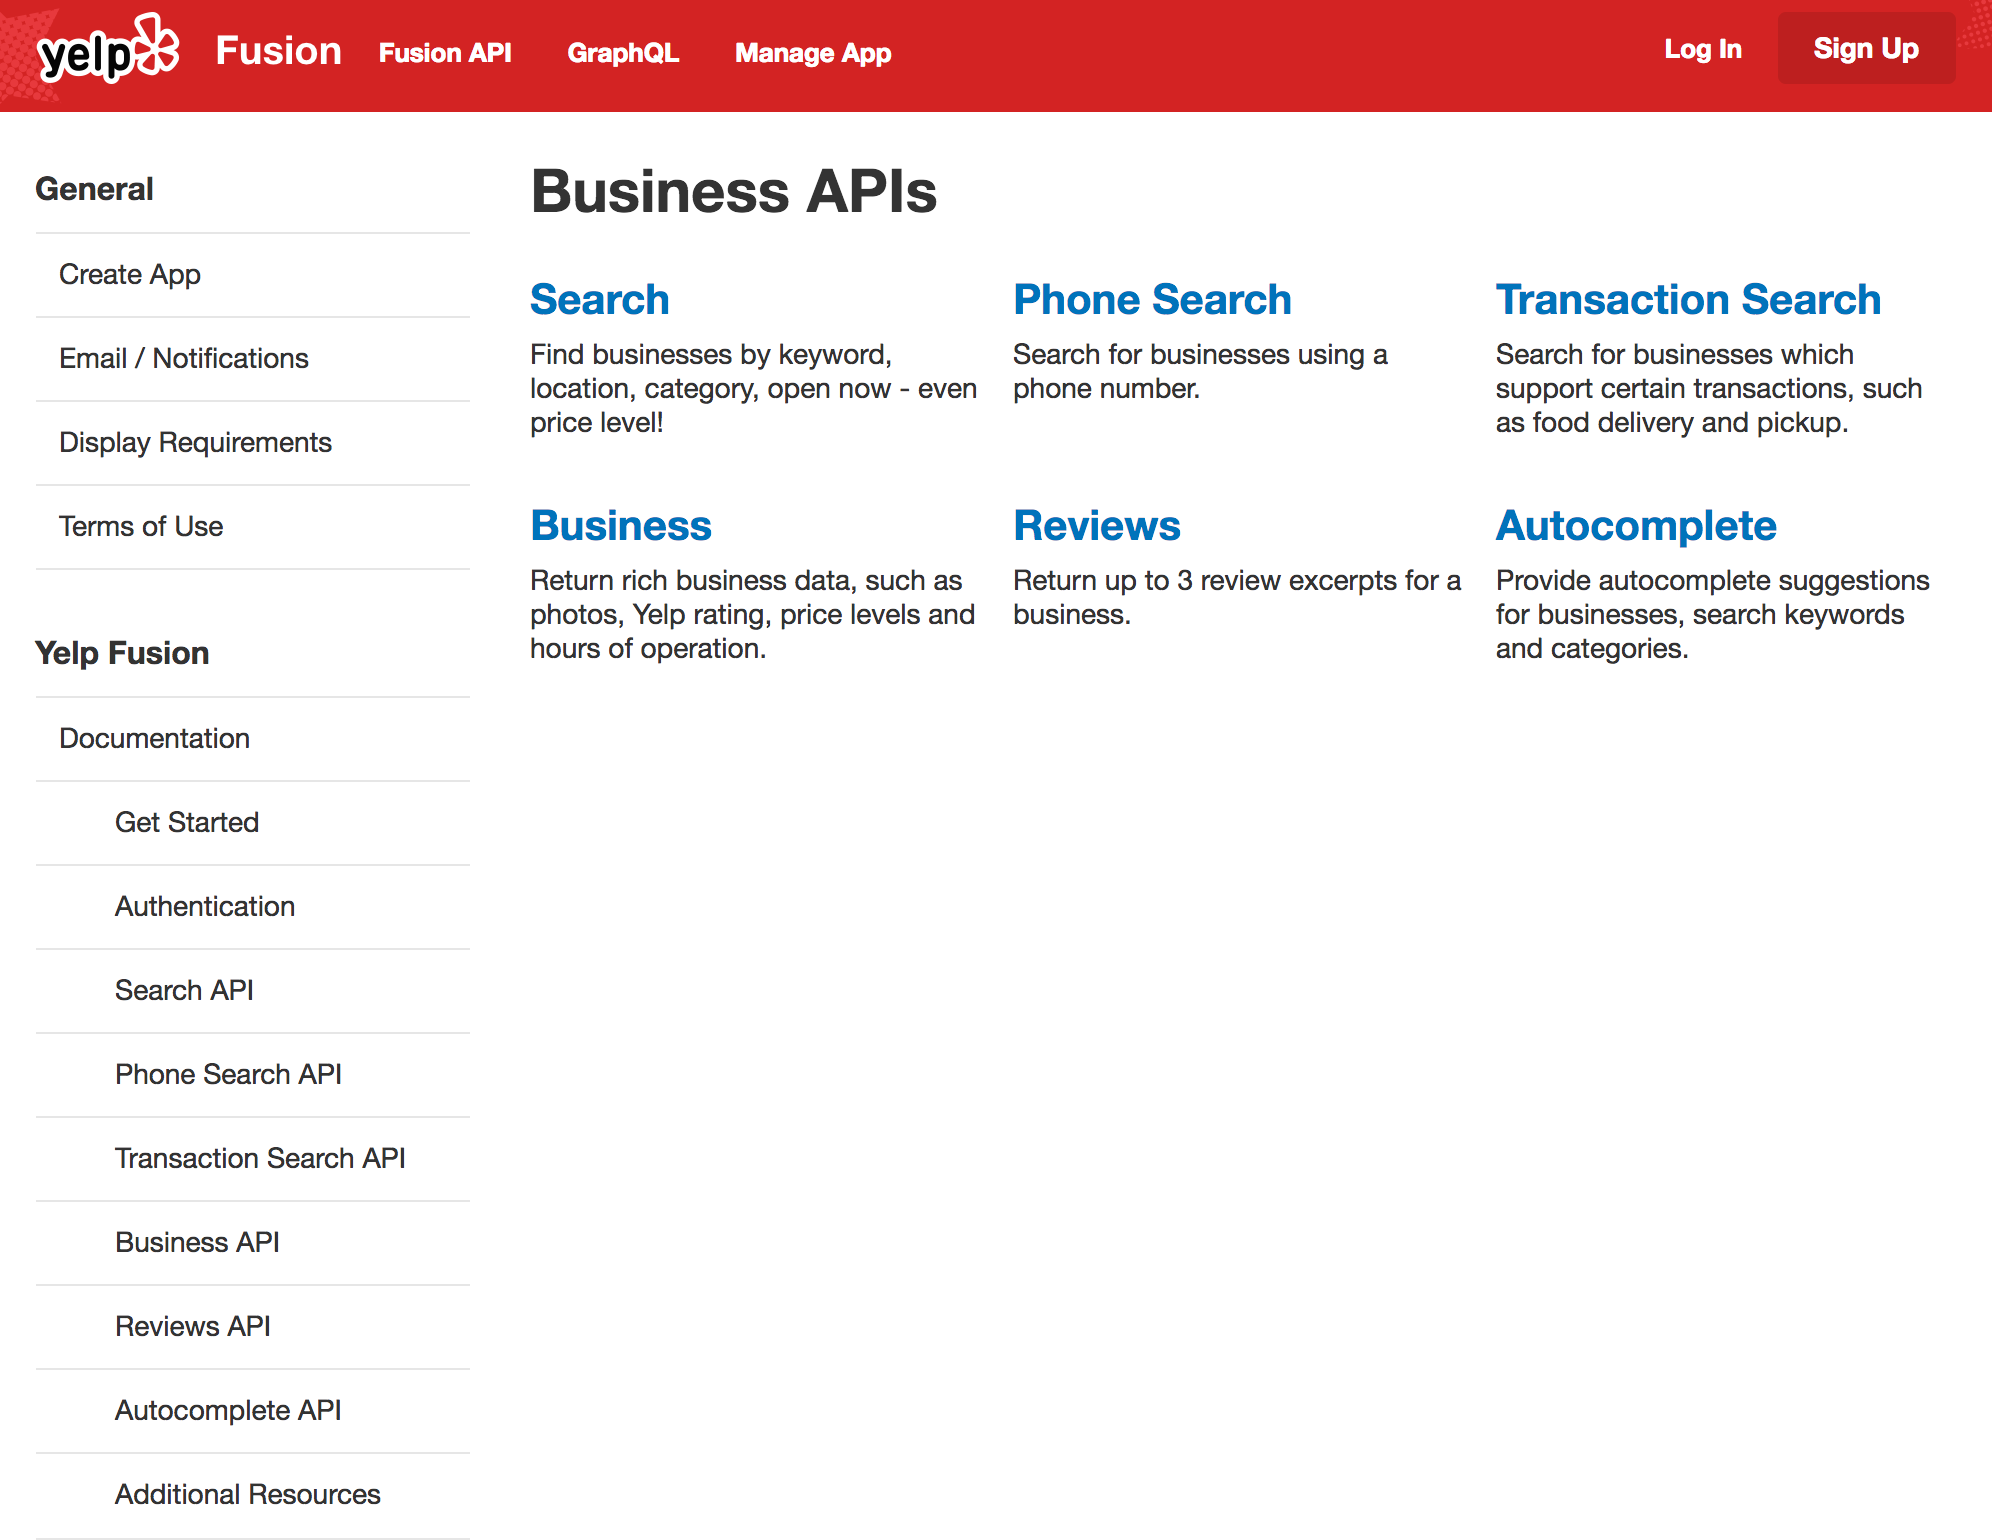 yelp Fusion Fusion API GraphQL Manage App Log In Sign Up
General
Create App
Email / Notifications
Display Requirements
Terms of Use
Yelp Fusion
Documentation
Get Started
Authentication
Search API
Phone Search API
Transaction Search API
Business API
Reviews API
Autocomplete API
Additional Resources
Business APIs
Search
Find businesses by keyword,
location, category, open now - even
price level!
Phone Search
Search for businesses using a
phone number.
Transaction Search
Search for businesses which
support certain transactions, such
as food delivery and pickup.
Business
Return rich business data, such as
photos, Yelp rating, price levels and
hours of operation.
Reviews
Return up to 3 review excerpts for a
business.
Autocomplete
Provide autocomplete suggestions
for businesses, search keywords
and categories.